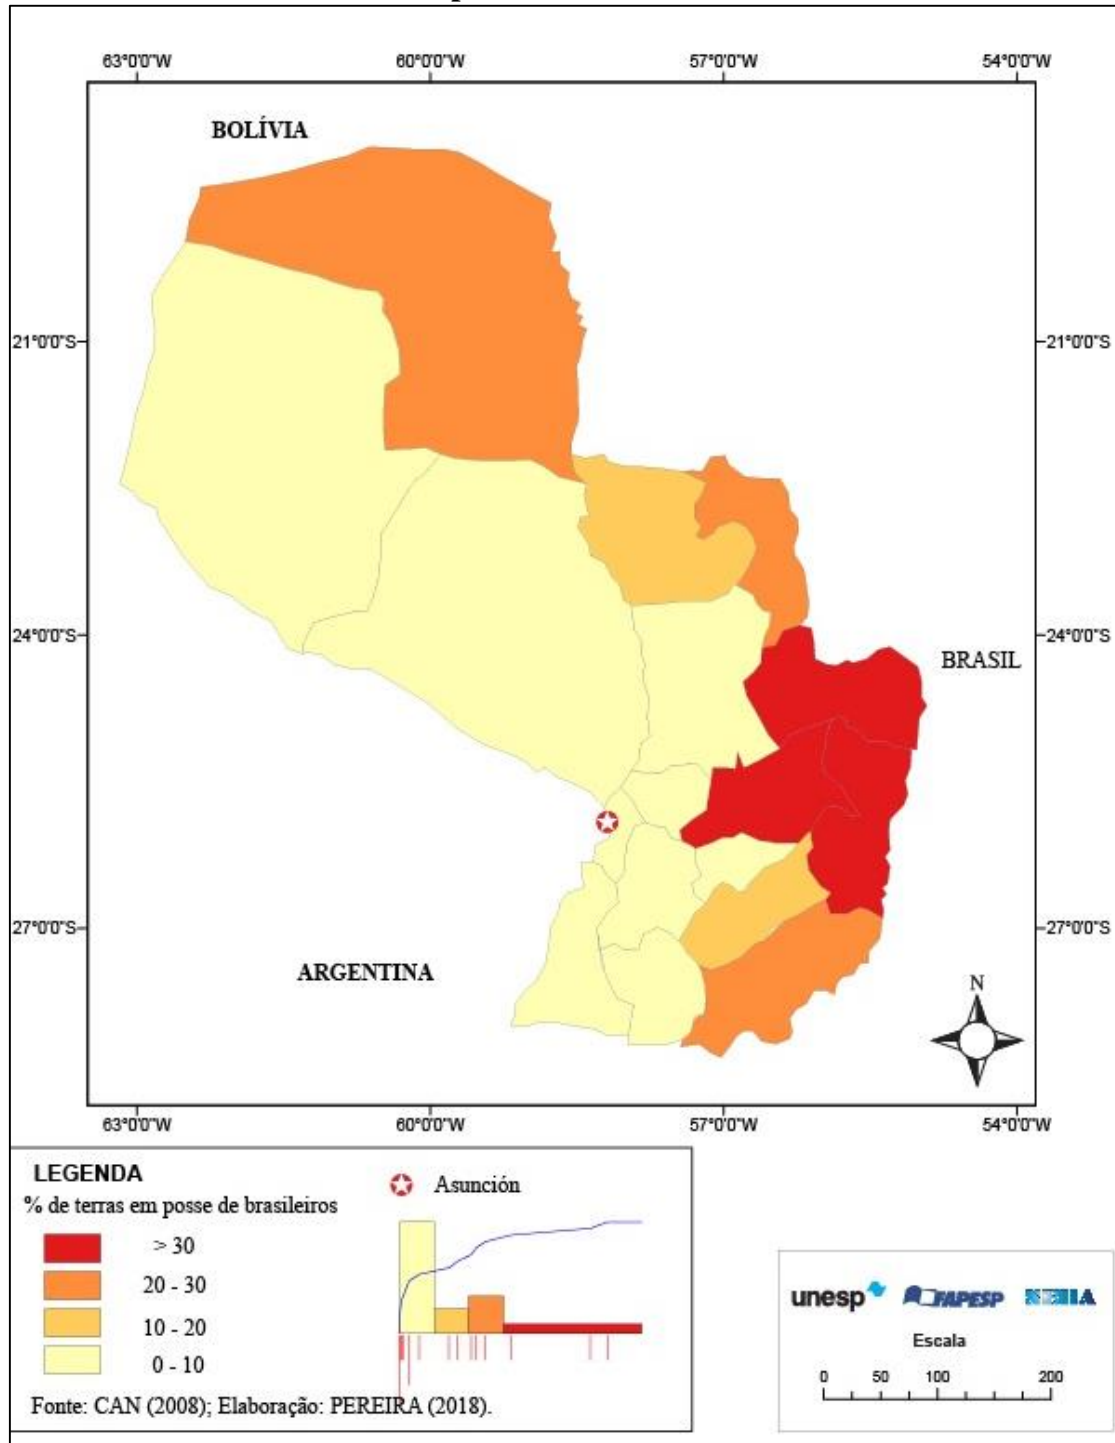 63°0'0"W 60°0'0"W 57°0'0"W 54°0'0"W
BOLÍVIA
21°0'0"S 21°0'0"S
24°0'0"S 24°0'0"S
BRASIL
27°0'0"S 27°0'0"S
ARGENTINA
N
63°0'0"W 60°0'0"W 57°0'0"W 54°0'0"W
LEGENDA
% de terras em posse de brasileiros
> 30
20 - 30
10 - 20
0 - 10
Asunción
Fonte: CAN (2008); Elaboração: PEREIRA (2018).
unesp FAPESP
Escala
0 50 100 200